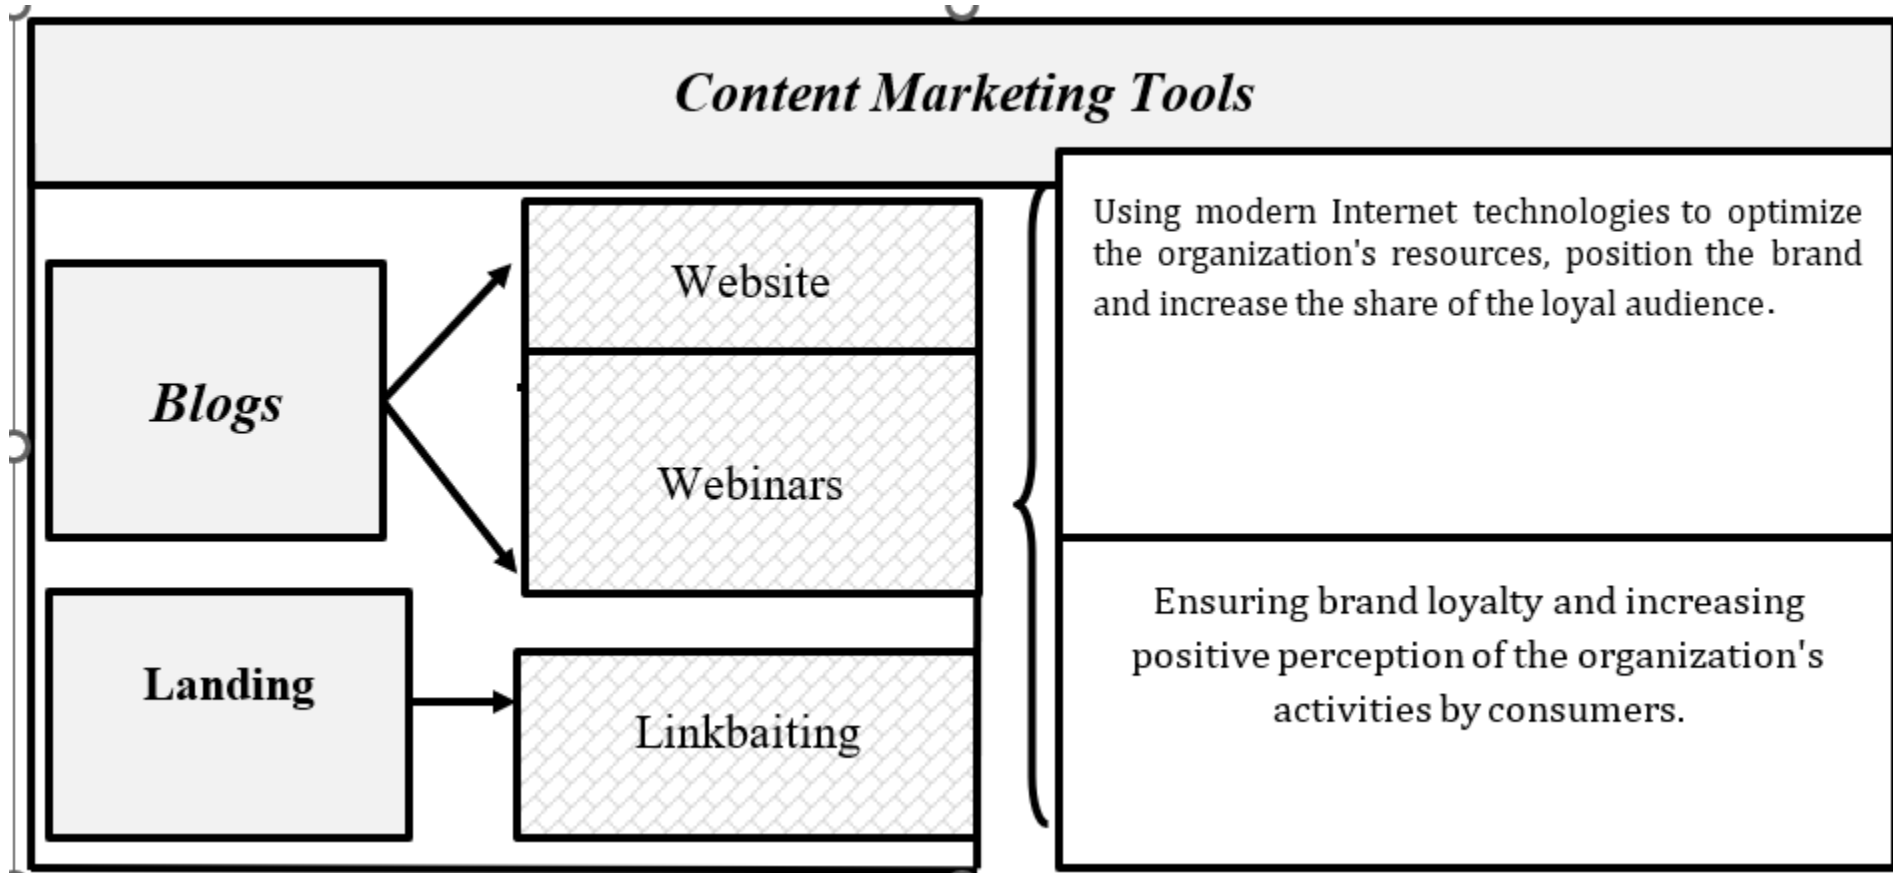 Content Marketing Tools
Blogs
Website
Webinars
Landing
Linkbaiting
Using modern Internet technologies to optimize
the organization's resources, position the brand
and increase the share of the loyal audience.
Ensuring brand loyalty and increasing
positive perception of the organization's
activities by consumers.